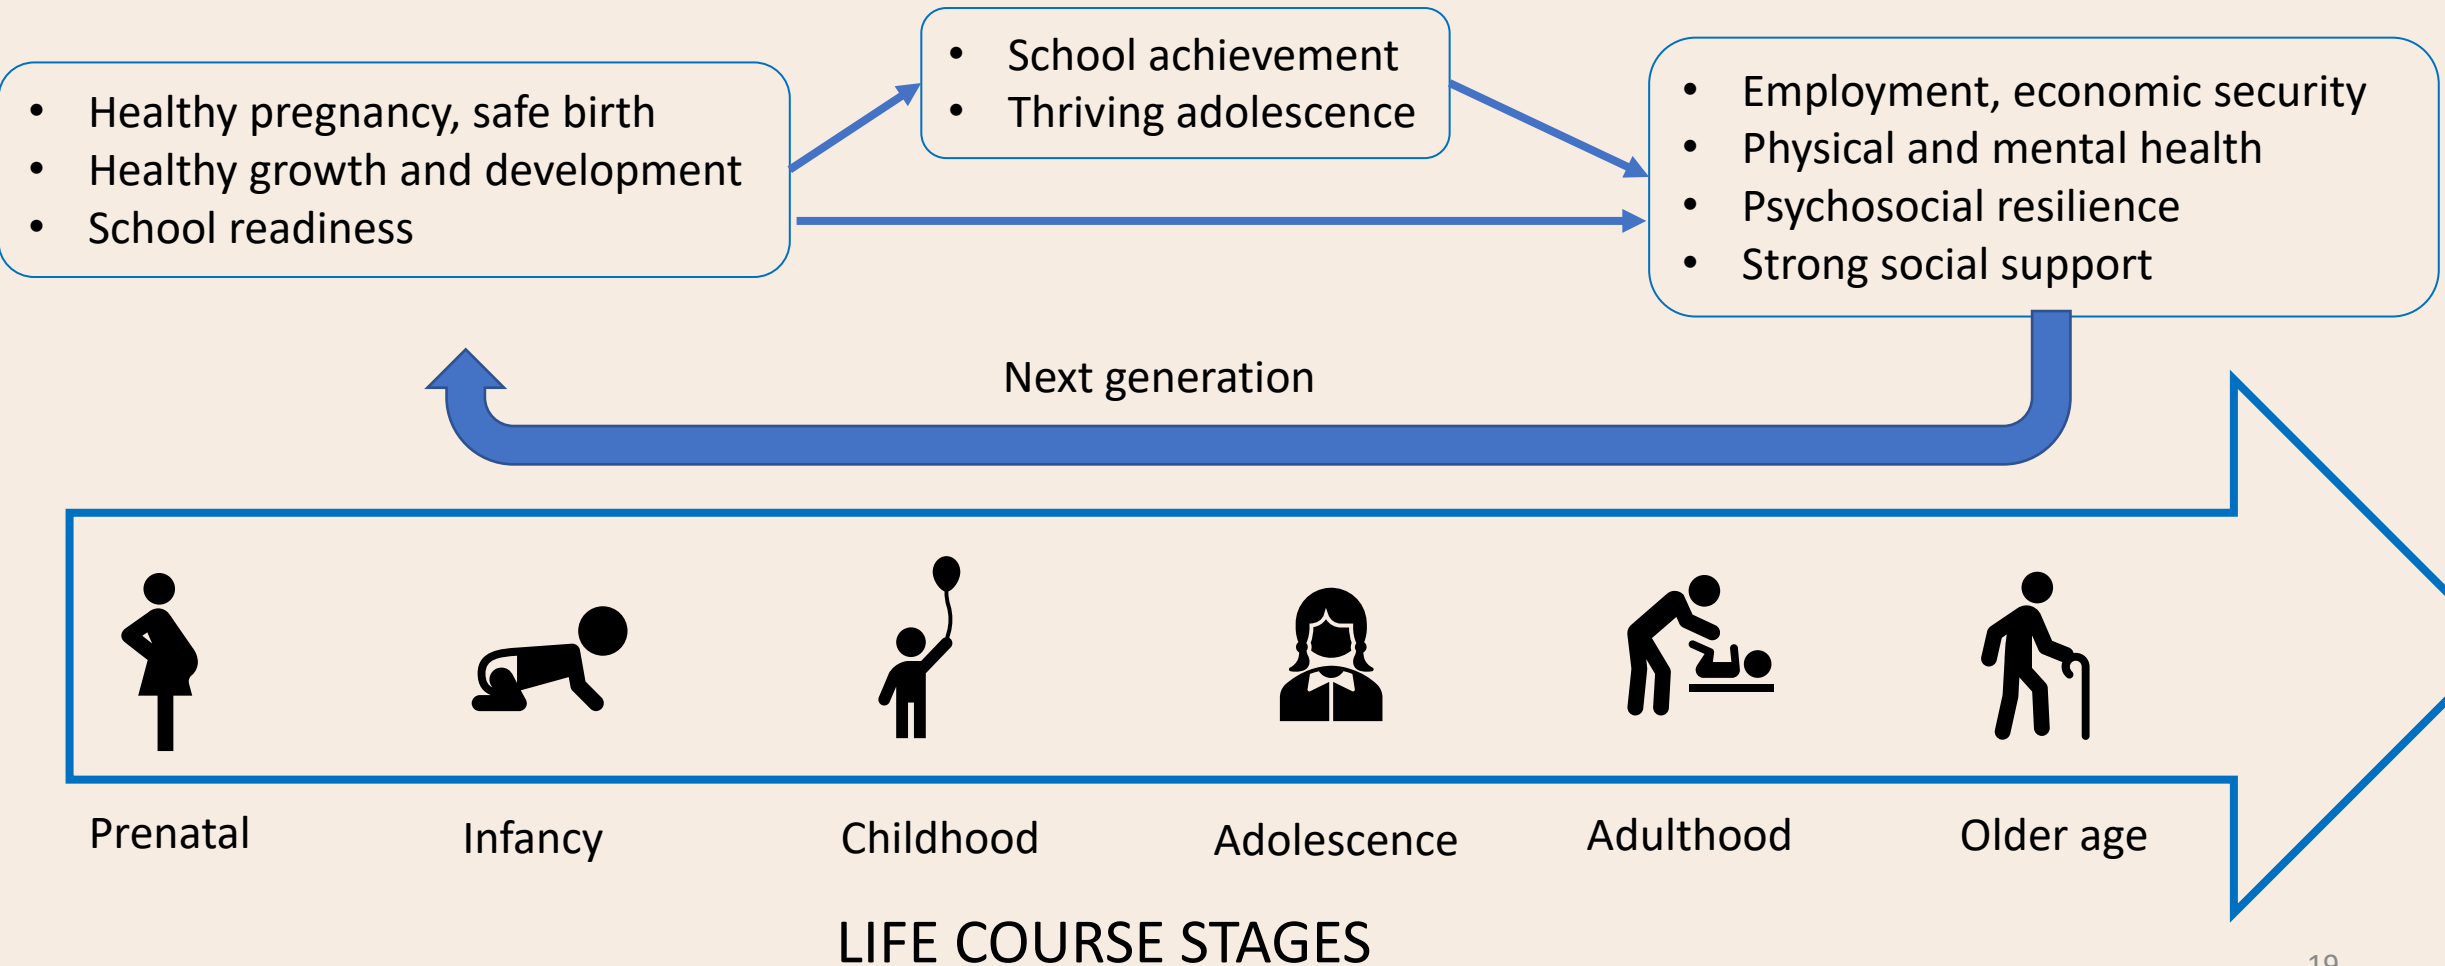 • Healthy pregnancy, safe birth
• Healthy growth and development
• School readiness
• School achievement
• Thriving adolescence
• Employment, economic security
• Physical and mental health
• Psychosocial resilience
• Strong social support
Next generation
Prenatal
Infancy
Childhood
Adolescence
Adulthood
Older age
LIFE COURSE STAGES
19